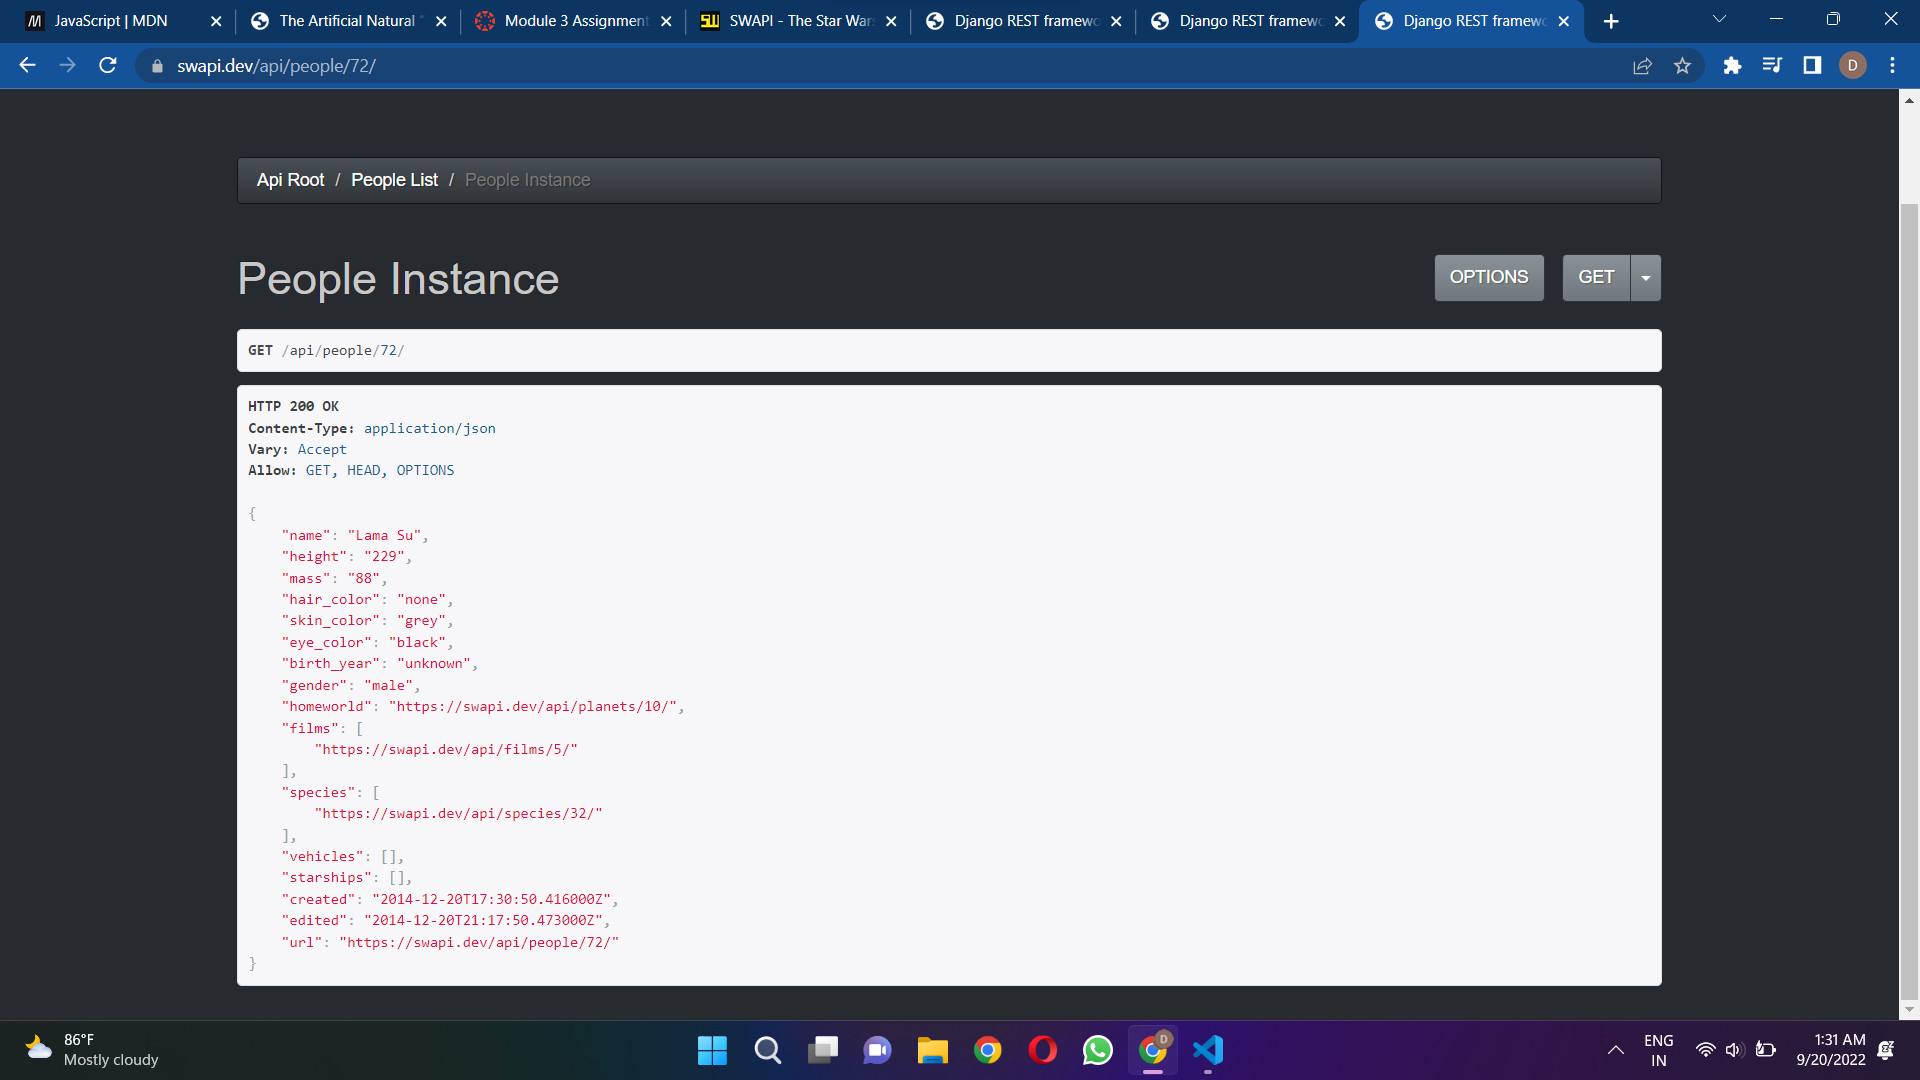 JavaScript | MDN
The Artificial Natural "
Module 3 Assignment
SWAPI - The Star Wars
Django REST framewo
Django REST framewo
Django REST framewo
swapi.dev/api/people/72/
D
Api Root / People List / People Instance
People Instance
OPTIONS
GET
GET /api/people/72/
HTTP 200 OK
Content-Type: application/json
Vary: Accept
Allow: GET, HEAD, OPTIONS
{
"name": "Lama Su",
"height": "229",
"mass": "88",
"hair_color": "none",
"skin_color": "grey",
"eye_color": "black",
"birth_year": "unknown",
"gender": "male",
"homeworld": "https://swapi.dev/api/planets/10/",
"films": [
"https://swapi.dev/api/films/5/"
],
"species": [
"https://swapi.dev/api/species/32/"
],
"vehicles": [],
"starships": [],
"created": "2014-12-20T17:30:50.416000Z",
"edited": "2014-12-20T21:17:50.473000Z",
"url": "https://swapi.dev/api/people/72/"
}
86°F
Mostly cloudy
D
ENG
IN
1:31 AM
9/20/2022